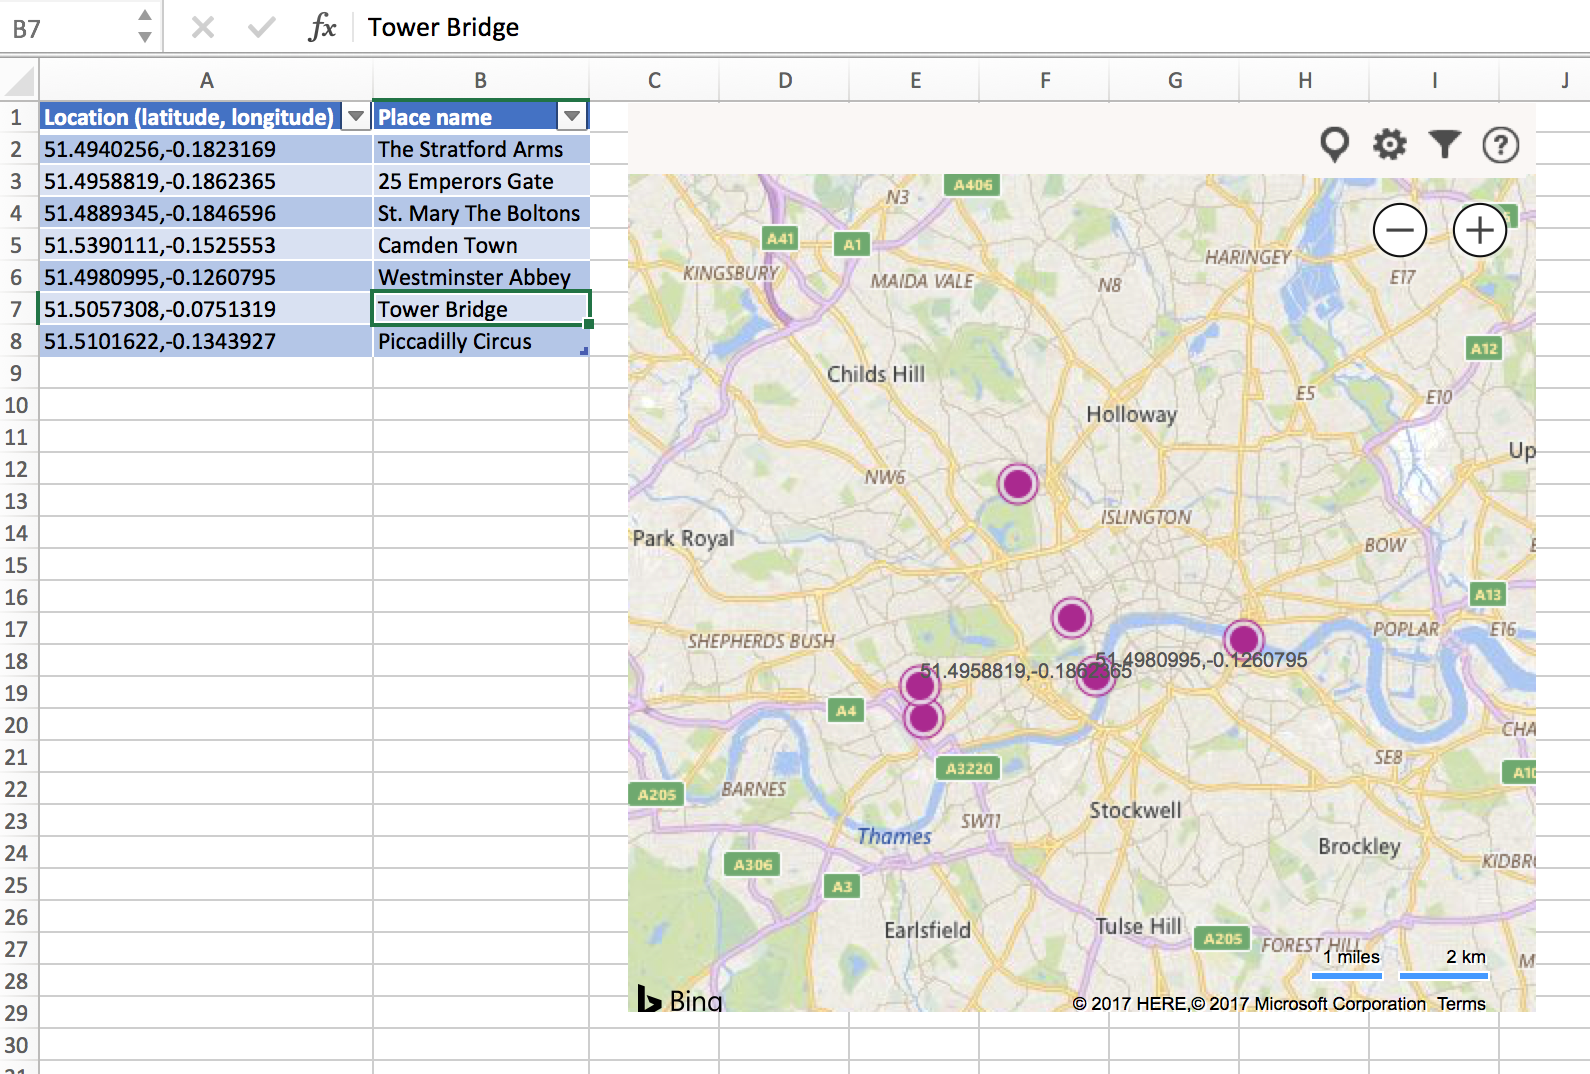 B7 fx Tower Bridge
A B C D E F G H I J
1 Location (latitude, longitude) Place name
2 51.4940256,-0.1823169 The Stratford Arms
3 51.4958819,-0.1862365 25 Emperors Gate
4 51.4889345,-0.1846596 St. Mary The Boltons
5 51.5390111,-0.1525553 Camden Town
6 51.4980995,-0.1260795 Westminster Abbey
7 51.5057308,-0.0751319 Tower Bridge
8 51.5101622,-0.1343927 Piccadilly Circus
9
10
11
12
13
14
15
16
17
18
19
20
21
22
23
24
25
26
27
28
29
30
31
?
A406
N3
A41 A1
HARINGEY
KINGSBURY MAIDA VALE N8 E17
A12
Childs Hill
E5 E10
Holloway
Up
NW6
ISLINGTON
Park Royal
BOW
A13
SHEPHERDS BUSH POPLAR E16
51.4958819,-0.1862365 51.4980995,-0.1260795
A4
CHA
SE8
A3220 A10
A205 BARNES
Stockwell
SW11
Thames
Brockley
A306 KIDBR
A3
Earlsfield Tulse Hill A205 FOREST HILL
1 miles 2 km
M
Bing © 2017 HERE,© 2017 Microsoft Corporation Terms